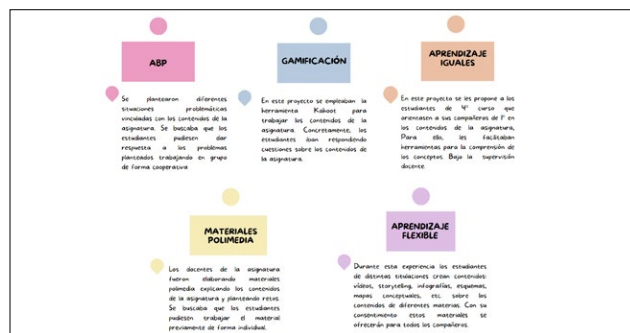 ABP
Se plantearon diferentes
situaciones problemáticas
vinculadas con los contenidos de la
asignatura. Se buscaba que los
estudiantes pudiesen dar
respuesta a los problemas
planteados trabajando en grupo
de forma cooperativa
GAMIFICACIÓN
En este proyecto se empleaban la
herramienta Kahoot para
trabajar los contenidos de la
asignatura. Concretamente, los
estudiantes iban respondiendo
cuestiones sobre los contenidos de
la asignatura.
APRENDIZAJE
IGUALES
En este proyecto se les propone a los
estudiantes de 4º curso que
orientasen a sus compañeros de 1º en
los contenidos de la asignatura,
Para ello, les facilitaban
herramientas para la comprensión de
los conceptos. Bajo la supervisión
docente.
MATERIALES
POLIMEDIA
Los docentes de la asignatura
fueron elaborando materiales
polimedia explicando los contenidos
de la asignatura y planteando retos.
Se buscaba que los estudiantes
pudiesen trabajar el material
previamente de forma individual.
APRENDIZAJE
FLEXIBLE
Durante esta experiencia los estudiantes
de distintas titulaciones crean contenidos:
vídeos, storyteling, infografías, esquemas,
mapas conceptuales, etc. sobre los
contenidos de diferentes materias. Con su
consentimiento estos materiales se
ofrecerán para todos los compañeros.